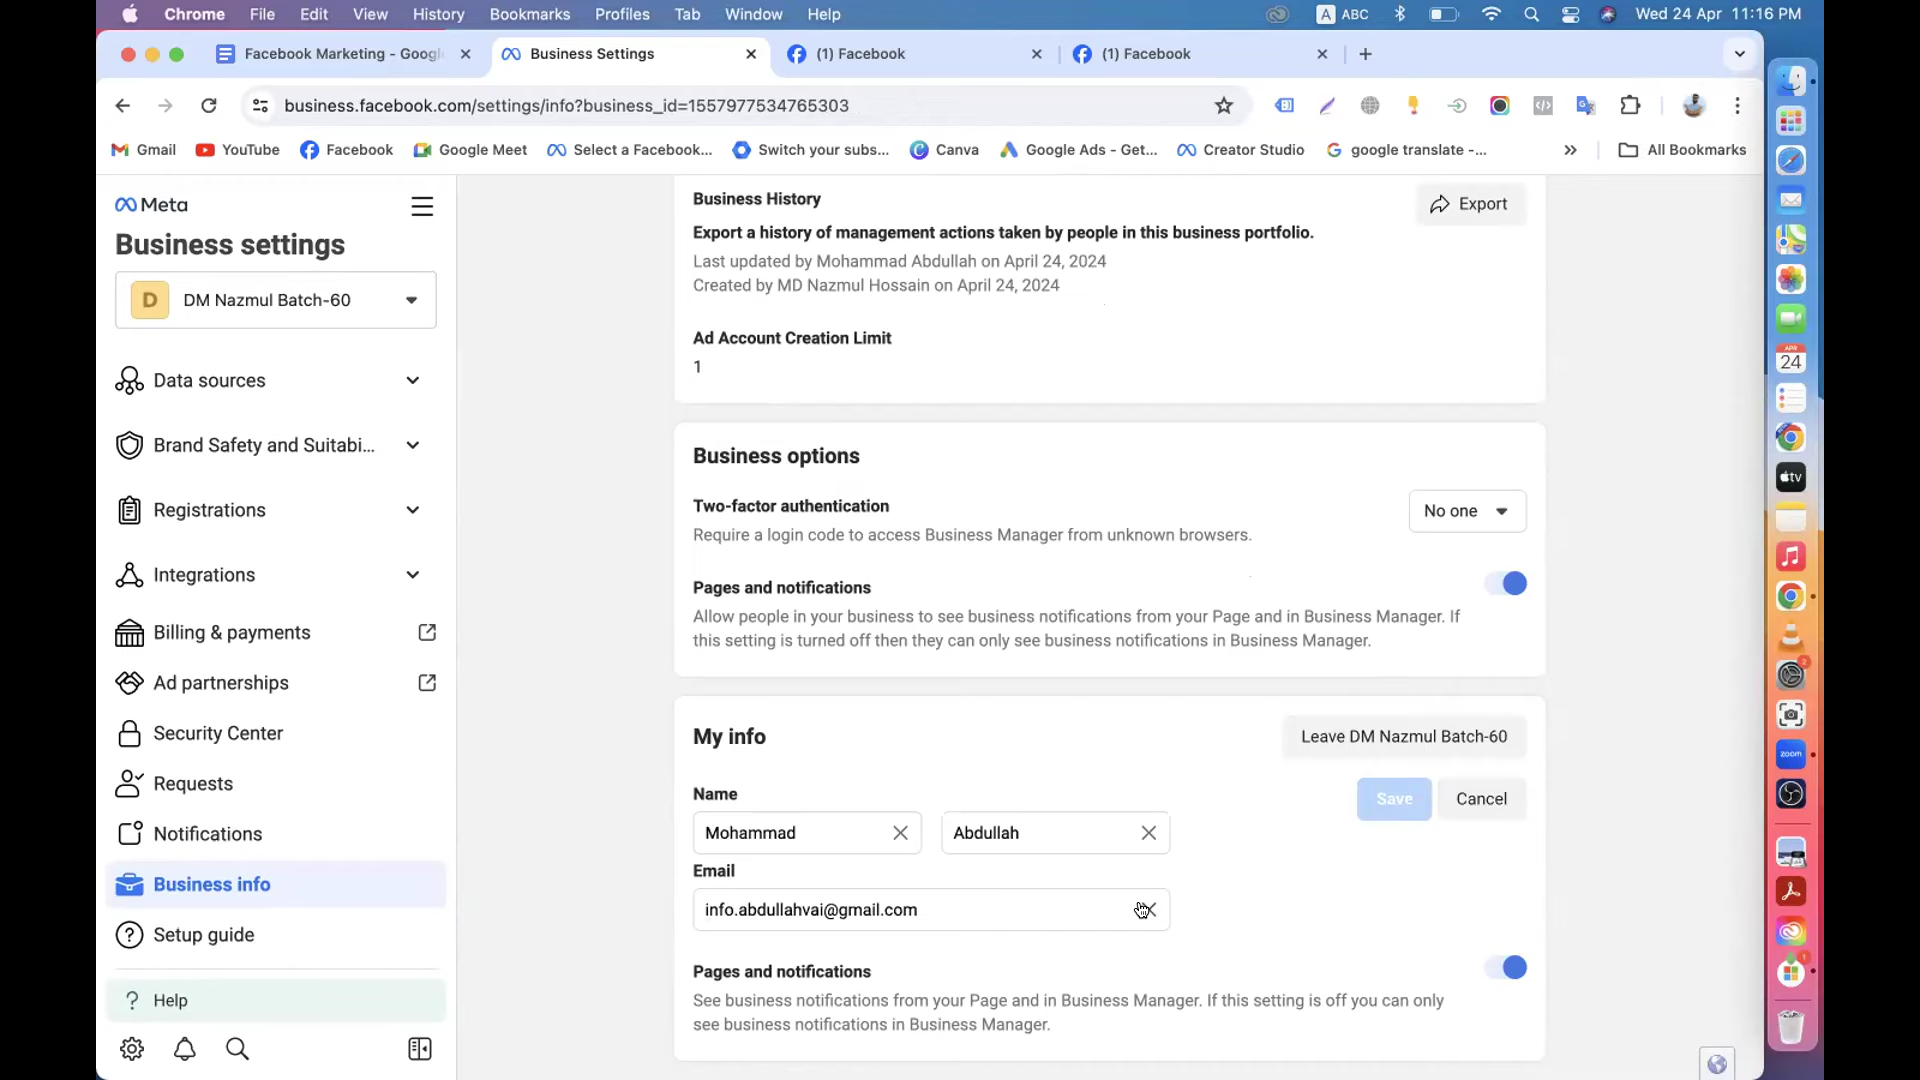 Chrome File Edit View History Bookmarks Profiles Tab Window Help
A ABC
Wed 24 Apr 11:16 PM
Facebook Marketing - Googl
Business Settings
(1) Facebook
(1) Facebook
business.facebook.com/settings/info?business_id=1557977534765303
Gmail
YouTube
Facebook
Google Meet
Select a Facebook...
Switch your subs...
Canva
Google Ads - Get...
Creator Studio
google translate -...
All Bookmarks
Meta
Business settings
D DM Nazmul Batch-60
Data sources
Brand Safety and Suitabi...
Registrations
Integrations
Billing & payments
Ad partnerships
Security Center
Requests
Notifications
Business info
Setup guide
? Help
Business History
Export
Export a history of management actions taken by people in this business portfolio.
Last updated by Mohammad Abdullah on April 24, 2024
Created by MD Nazmul Hossain on April 24, 2024
Ad Account Creation Limit
1
Business options
Two-factor authentication
No one
Require a login code to access Business Manager from unknown browsers.
Pages and notifications
Allow people in your business to see business notifications from your Page and in Business Manager. If
this setting is turned off then they can only see business notifications in Business Manager.
My info
Leave DM Nazmul Batch-60
Name
Save Cancel
Mohammad Abdullah
Email
info.abdullahvai@gmail.com
Pages and notifications
See business notifications from your Page and in Business Manager. If this setting is off you can only
see business notifications in Business Manager.
APR
24
tv
2
zoom
1